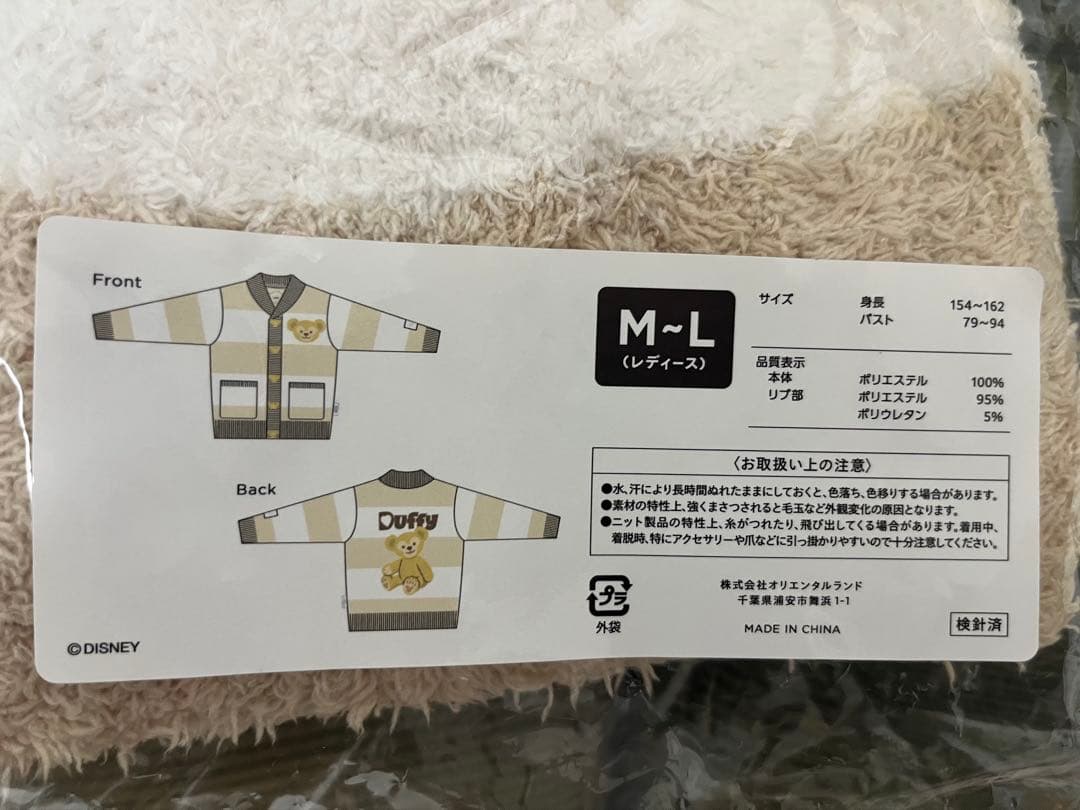 Front
M~L
(レディース)
サイズ 身長 154~162
バスト 79~94
品質表示
本体 ポリエステル 100%
リブ部 ポリエステル 95%
ポリウレタン 5%
Back
Duffy
〈お取扱い上の注意〉
●水、汗により長時間ぬれたままにしておくと、色落ち、色移りする場合があります。
●素材の特性上、強くまさつされると毛玉など外観変化の原因となります。
●ニット製品の特性上、糸がつれたり、飛び出してくる場合があります。着用中、
着脱時、特にアクセサリーや爪などに引っ掛かりやすいので十分注意してください。
プラ
外袋
株式会社オリエンタルランド
千葉県浦安市舞浜1-1
MADE IN CHINA
検針済
©DISNEY